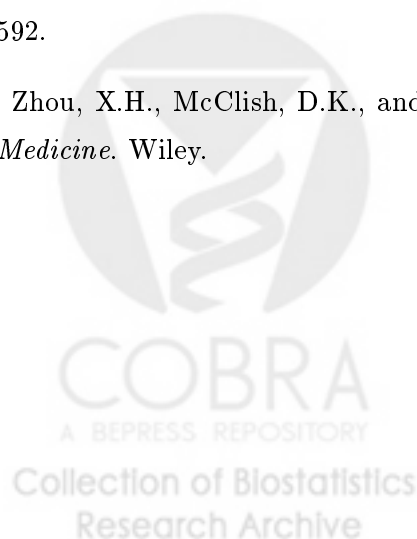 592.
Zhou, X.H., McClish, D.K., and
Medicine. Wiley.
COBRA
A BEPRESS REPOSITORY
Collection of Biostatistics
Research Archive